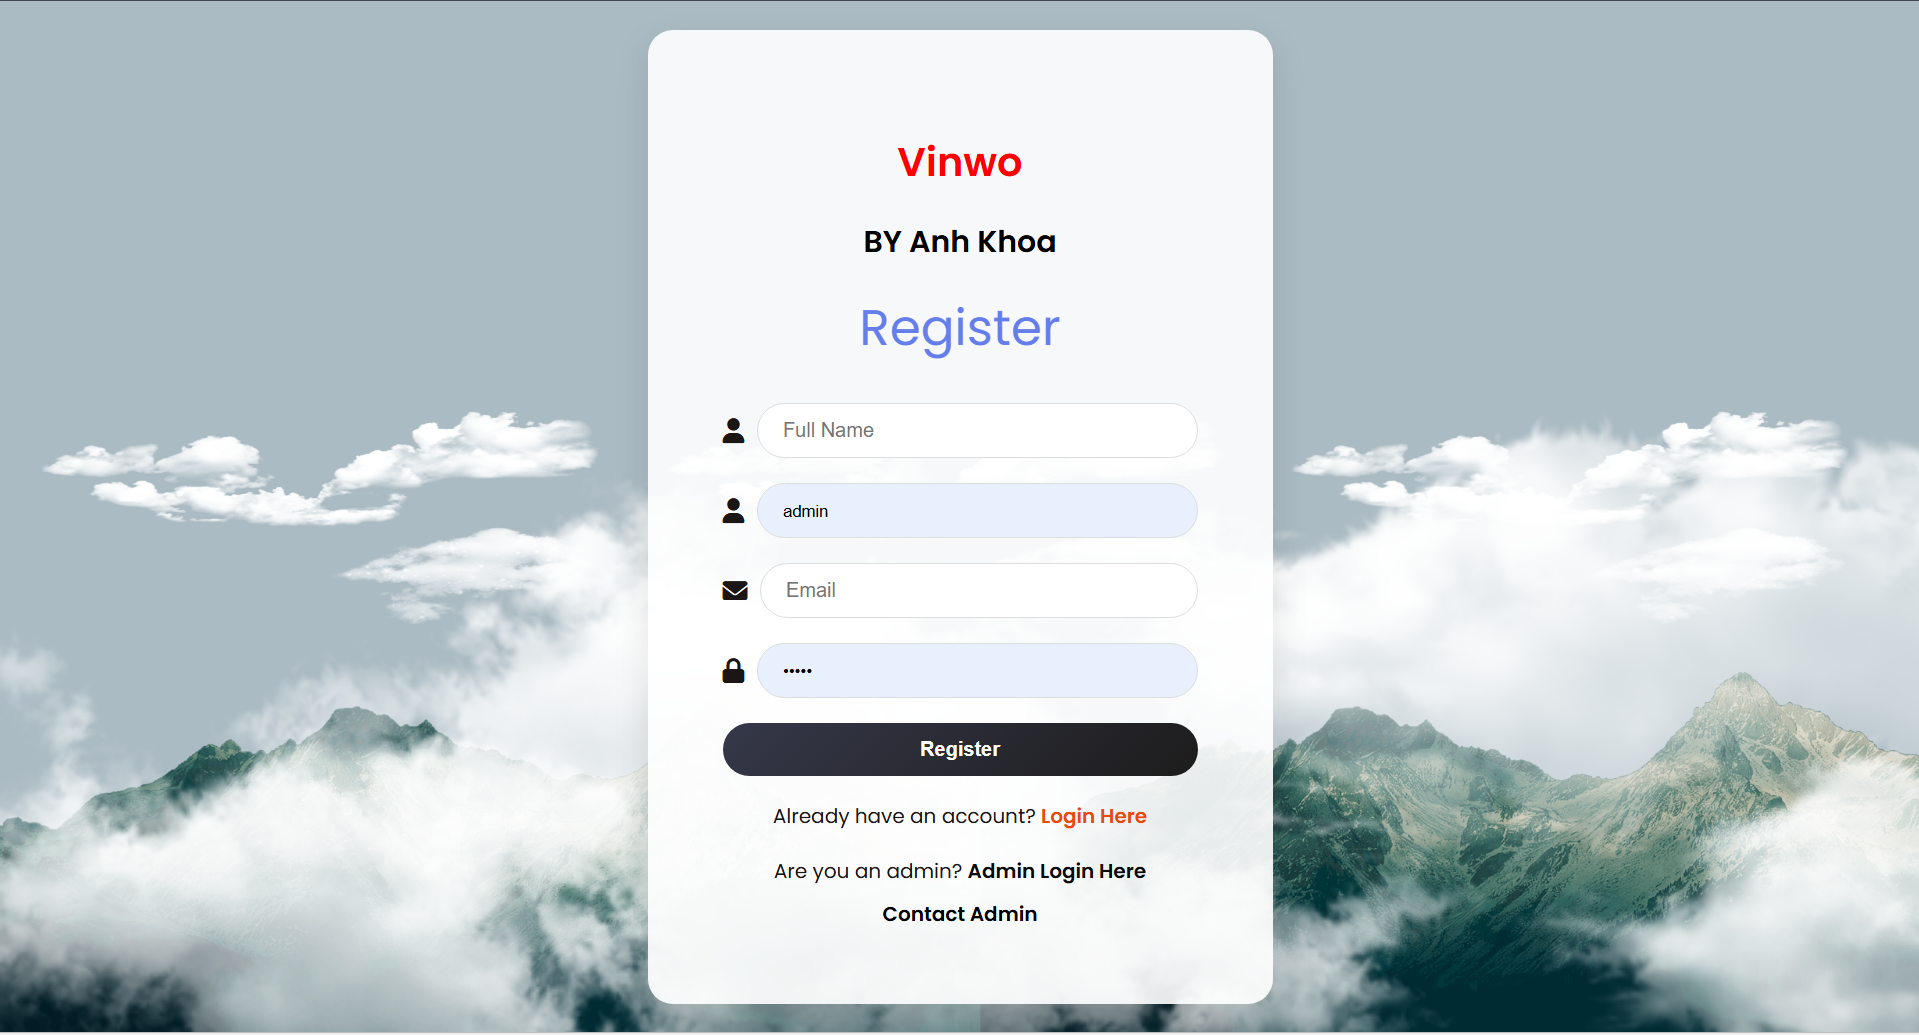 Vinwo
BY Anh Khoa
Register
Full Name
admin
Email
•••••
Register
Already have an account? Login Here
Are you an admin? Admin Login Here
Contact Admin